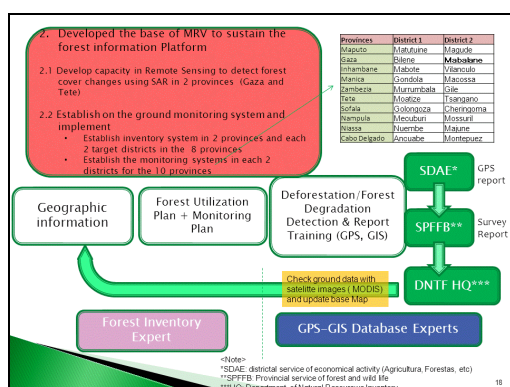 2. Developed the base of MRV to sustain the
forest information Platform
2.1 Develop capacity in Remote Sensing to detect forest
cover changes using SAR in 2 provinces (Gaza and
Tete)
2.2 Establish on the ground monitoring system and
implement
• Establish inventory system in 2 provinces and each
2 target districts in the 8 provinces
• Establish the monitoring systems in each 2
districts for the 10 provinces
Provinces District 1 District 2
Maputo Matutuine Magude
Gaza Bilene Mabalane
Inhambane Mabote Vilanculo
Manica Gondola Macossa
Zambezia Murrumbala Gile
Tete Moatize Tsangano
Sofala Golongoza Cheringoma
Nampula Mecuburi Mossuril
Niassa Nuembe Majune
Cabo Delgado Ancuabe Montepuez
Geographic
information
Forest Utilization
Plan + Monitoring
Plan
Deforestation/Forest
Degradation
Detection & Report
Training (GPS, GIS)
SDAE*
GPS
report
SPFFB**
Survey
Report
DNTF HQ***
Check ground data with
satelitte images ( MODIS)
and update base Map
Forest Inventory
Expert
GPS-GIS Database Experts
<Note>
*SDAE: districtal service of economical activity (Agricultura, Forestas, etc)
**SPFFB: Provincial service of forest and wild life
***HQ: Department of Natural Resources Inventory
18